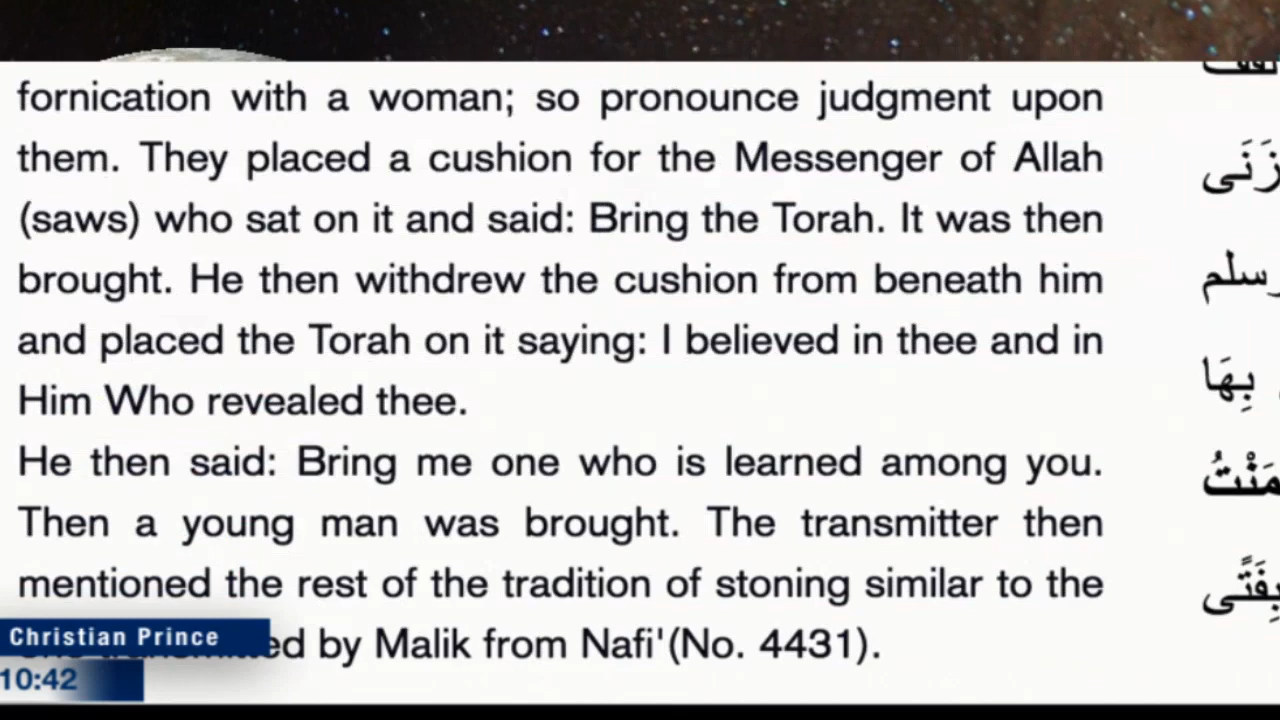 fornication with a woman; so pronounce judgment upon
them. They placed a cushion for the Messenger of Allah
(saws) who sat on it and said: Bring the Torah. It was then
brought. He then withdrew the cushion from beneath him
and placed the Torah on it saying: I believed in thee and in
Him Who revealed thee.
He then said: Bring me one who is learned among you.
Then a young man was brought. The transmitter then
mentioned the rest of the tradition of stoning similar to the
by Malik from Nafi'(No. 4431).
زَنَى
وسلم
بِهَا
Christian Prince
10:42